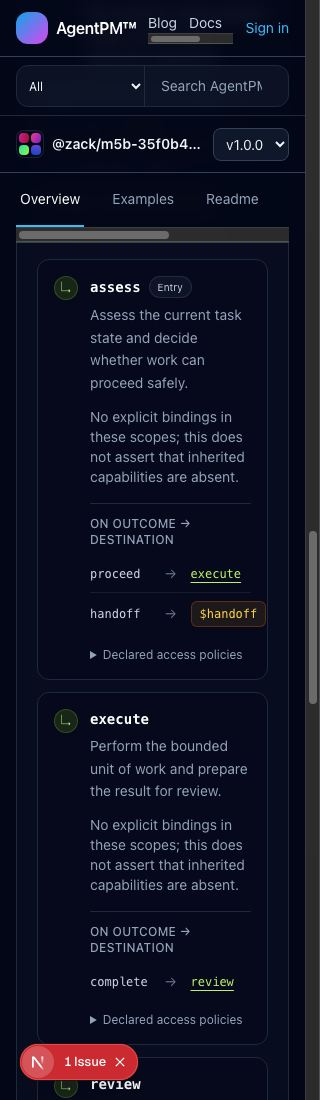 AgentPM™ Blog Docs Sign in
All Search AgentPM
@zack/m5b-35f0b4... v1.0.0
Overview Examples Readme
assess Entry
Assess the current task
state and decide
whether work can
proceed safely.
No explicit bindings in
these scopes; this does
not assert that inherited
capabilities are absent.
ON OUTCOME →
DESTINATION
proceed → execute
handoff → $handoff
▶ Declared access policies
execute
Perform the bounded
unit of work and prepare
the result for review.
No explicit bindings in
these scopes; this does
not assert that inherited
capabilities are absent.
ON OUTCOME →
DESTINATION
complete → review
▶ Declared access policies
N 1 Issue ×
review